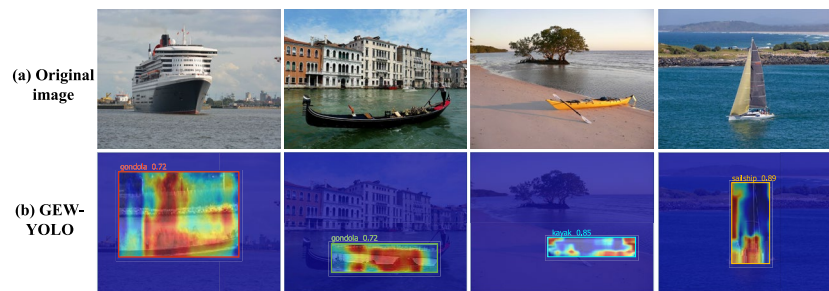 (a) Original
image
gondola 0.72
sailship 0.89
(b) GEW-
YOLO
gondola 0.72
kayak 0.85